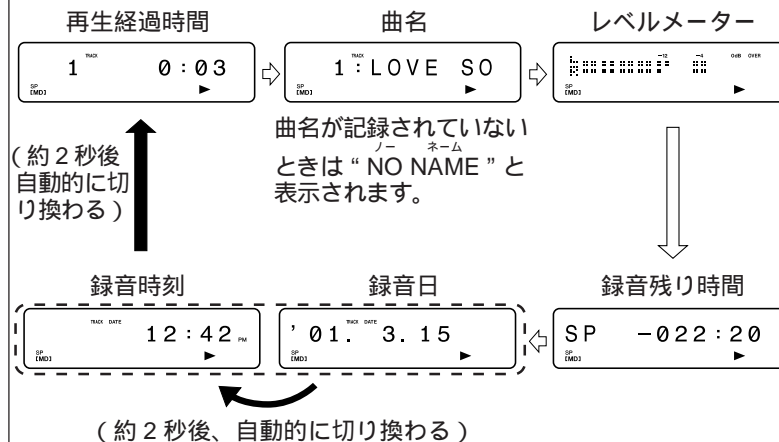 再生経過時間
TRACK
1 0:03
SP
[MD]
曲名
TRACK
1:LOVE SO
SP
[MD]
レベルメーター
-12 -4 0dB OVER
SP
[MD]
曲名が記録されていない
ノー ネーム
ときは“NO NAME”と
表示されます。
(約2秒後
自動的に切
り換わる)
録音時刻
TRACK DATE
12:42 PM
SP
[MD]
録音日
TRACK DATE
'01. 3.15
SP
[MD]
録音残り時間
SP -022:20
SP
[MD]
(約2秒後、自動的に切り換わる)